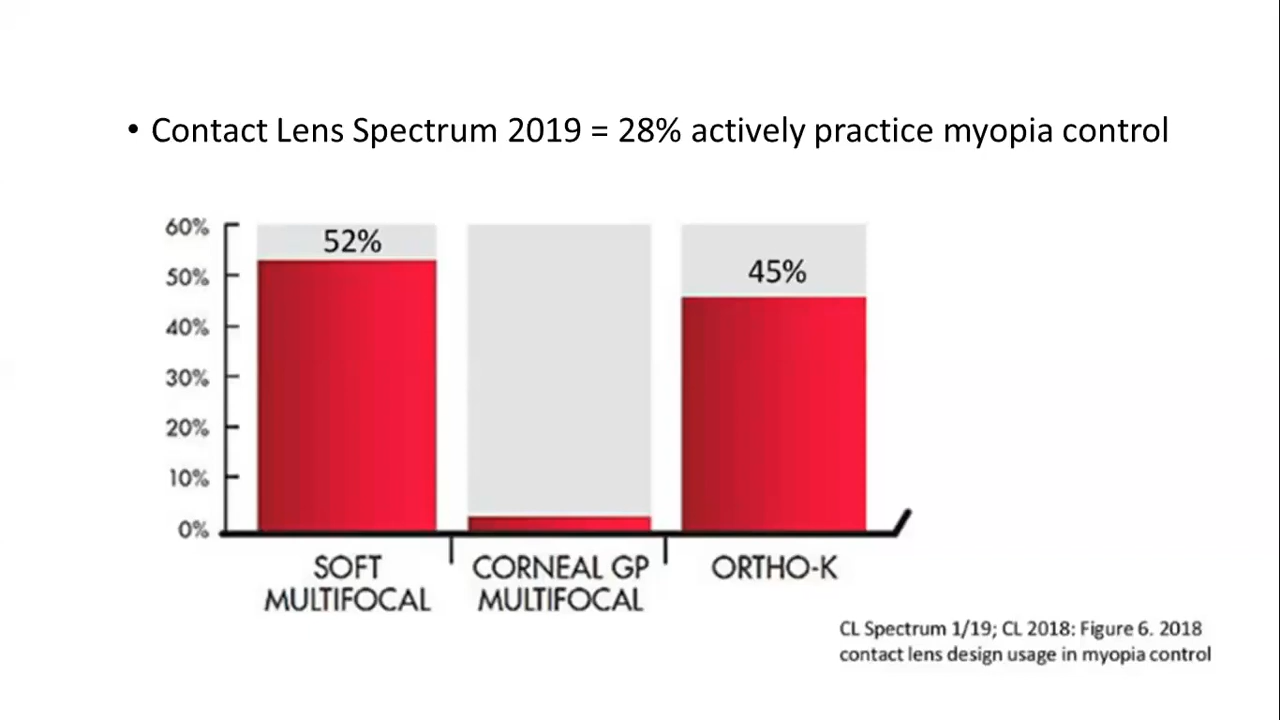 • Contact Lens Spectrum 2019 = 28% actively practice myopia control
60%
50%
40%
30%
20%
10%
0%
52%
45%
SOFT
MULTIFOCAL
CORNEAL GP
MULTIFOCAL
ORTHO-K
CL Spectrum 1/19; CL 2018: Figure 6. 2018
contact lens design usage in myopia control